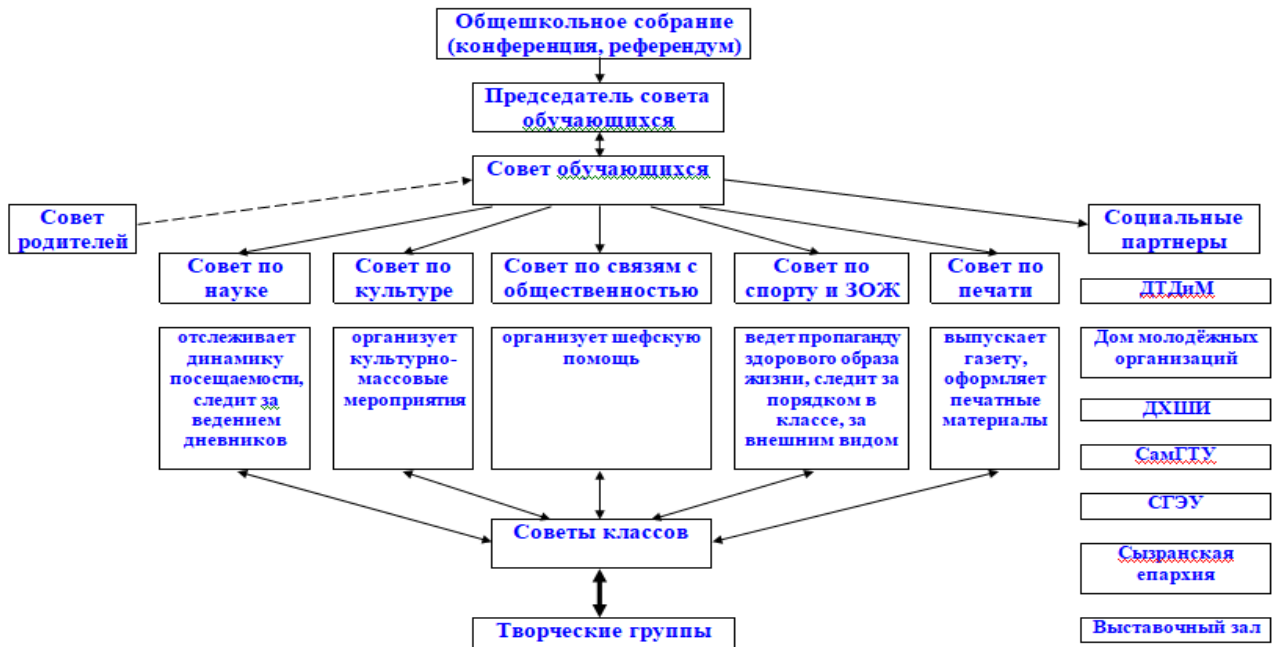 Общешкольное собрание
(конференция, референдум)
Председатель совета
обучающихся
Совет обучающихся
Совет
родителей
Социальные
партнеры
Совет по
науке
Совет по
культуре
Совет по связям с
общественностью
Совет по
спорту и ЗОЖ
Совет по
печати
отслеживает
динамику
посещаемости,
следит за
ведением
дневников
организует
культурно-
массовые
мероприятия
организует шефскую
помощь
ведет пропаганду
здорового образа
жизни, следит за
порядком в
классе, за
внешним видом
выпускает
газету,
оформляет
печатные
материалы
ДТДиМ
Дом молодёжных
организаций
ДХШИ
СамГТУ
СГЭУ
Сызранская
епархия
Выставочный зал
Советы классов
Творческие группы